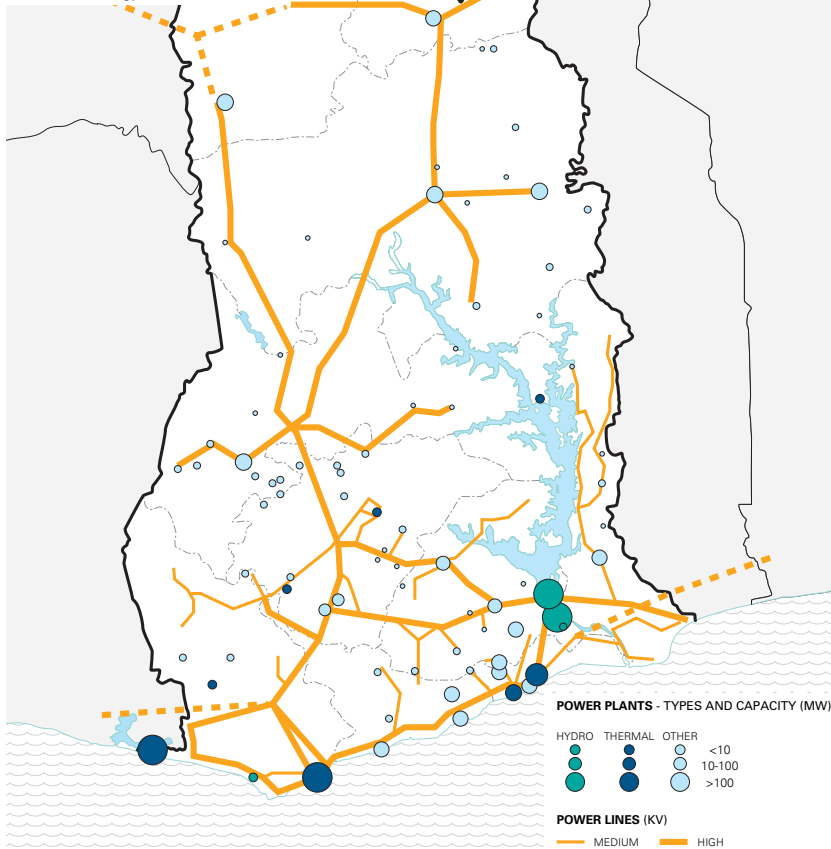 POWER PLANTS - TYPES AND CAPACITY (MW)
HYDRO THERMAL OTHER
<10
10-100
>100
POWER LINES (KV)
MEDIUM HIGH